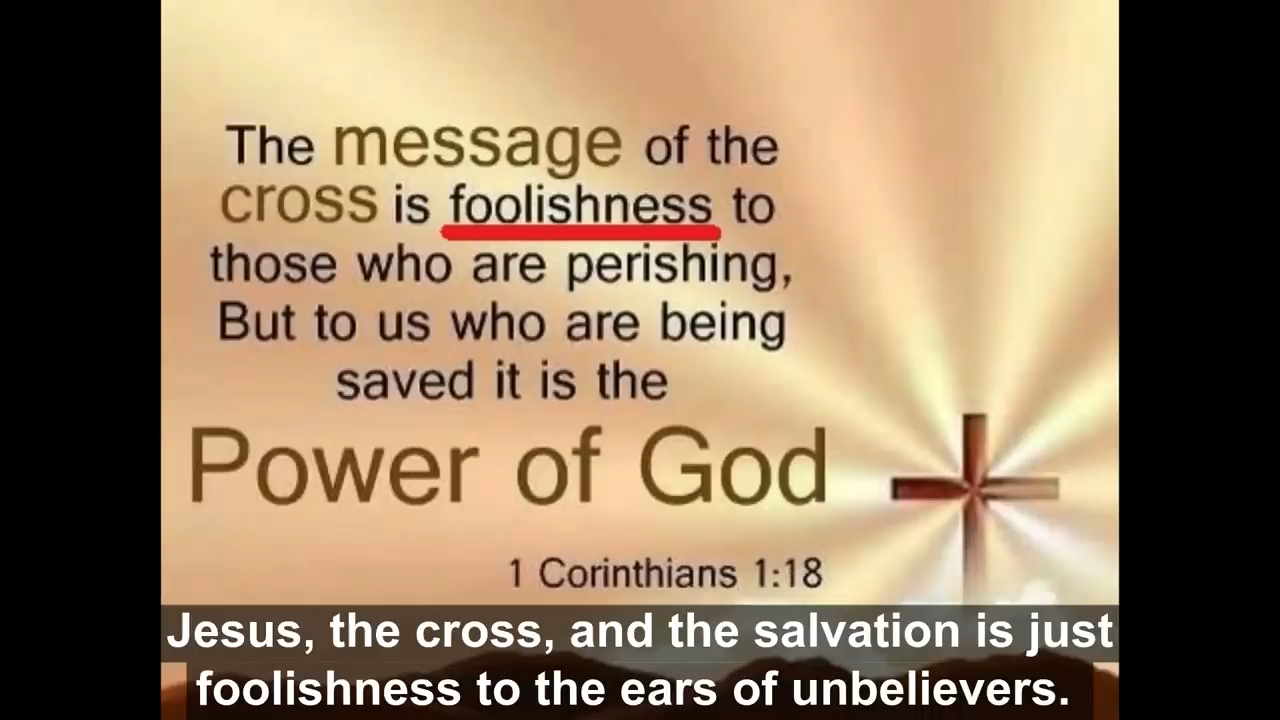 The message of the
cross is foolishness to
those who are perishing,
But to us who are being
saved it is the
Power of God
1 Corinthians 1:18
Jesus, the cross, and the salvation is just
foolishness to the ears of unbelievers.